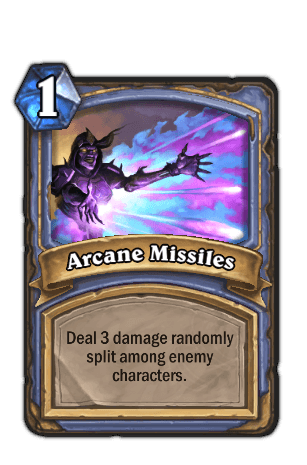 1
Arcane Missiles
Deal 3 damage randomly
split among enemy
characters.